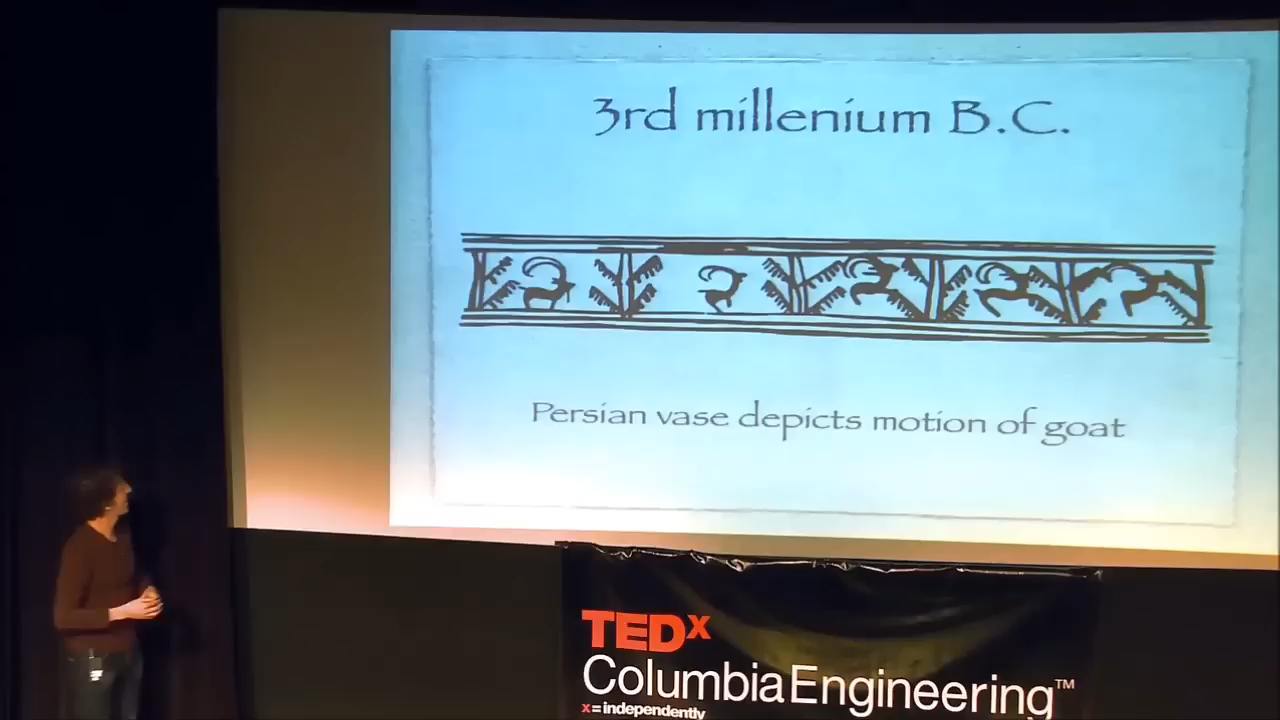 3rd millenium B.C.
Persian vase depicts motion of goat
TEDx
ColumbiaEngineering™
x = independently